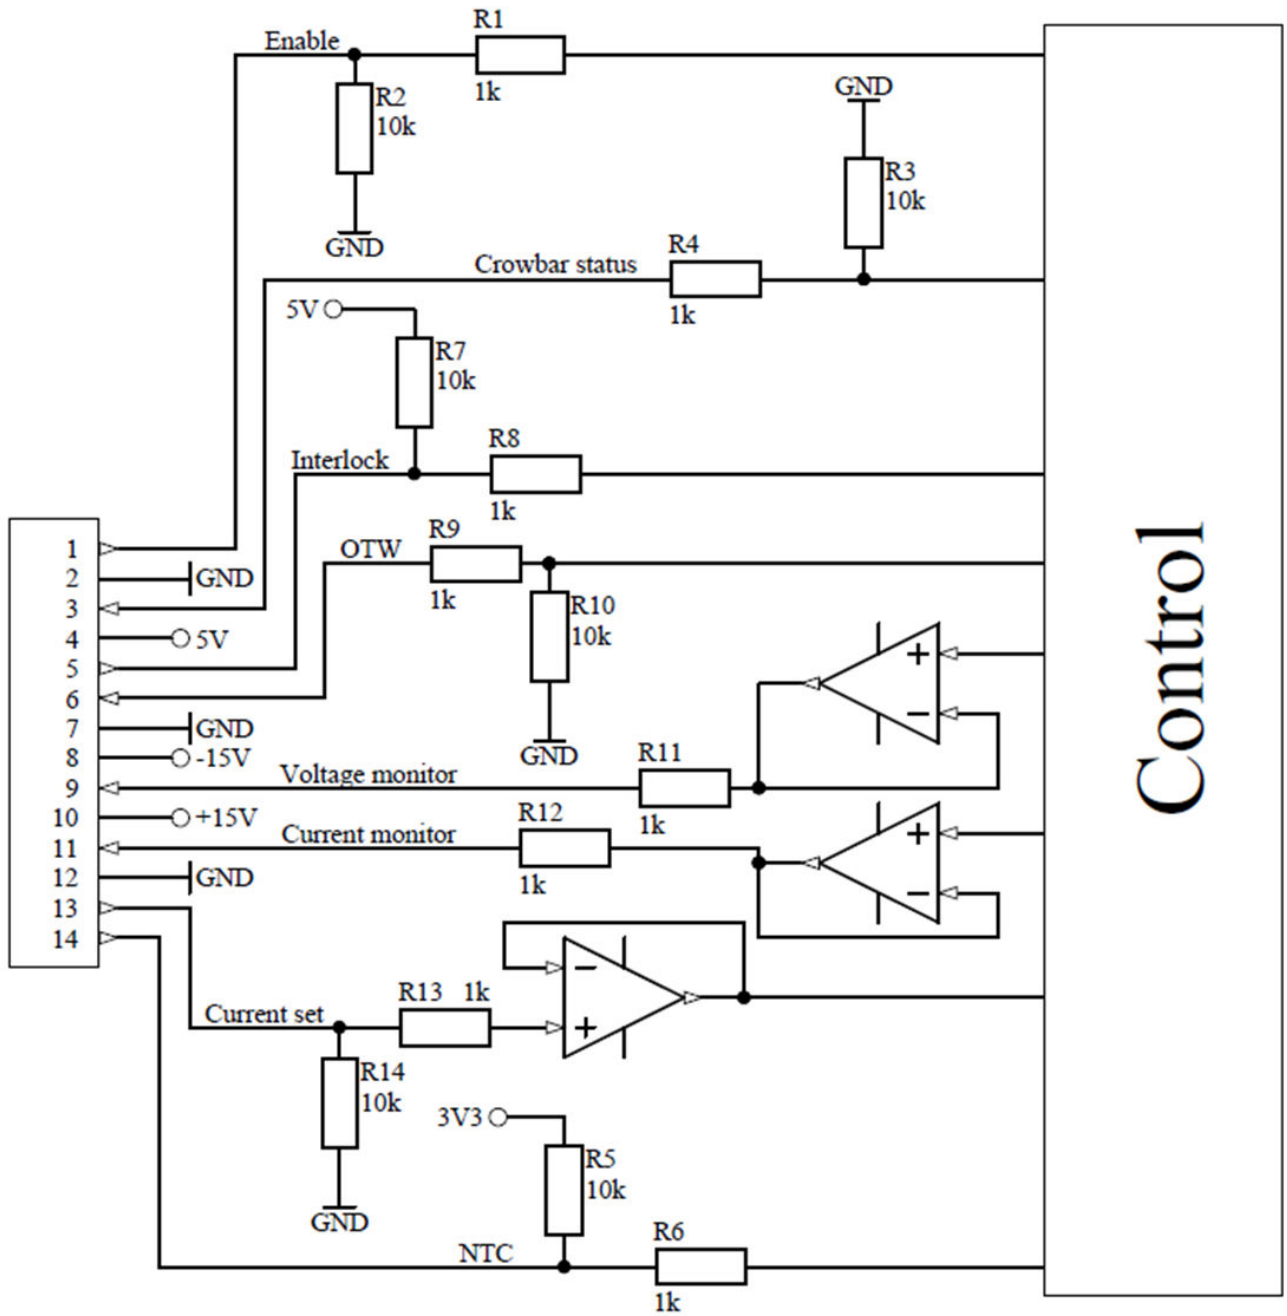 R1
Enable
1k
R2
10k
GND
GND
R3
10k
R4
Crowbar status
1k
5V
R7
10k
R8
Interlock
1k
R9
OTW
1k
R10
10k
GND
1
2 GND
3
4 5V
5
6
7 GND
8 -15V
9
10 +15V
11
12 GND
13
14
+
−
R11
Voltage monitor
1k
R12
Current monitor
1k
+
−
R13 1k
Current set
−
+
R14
10k
GND
3V3
R5
10k
R6
NTC
1k
Control